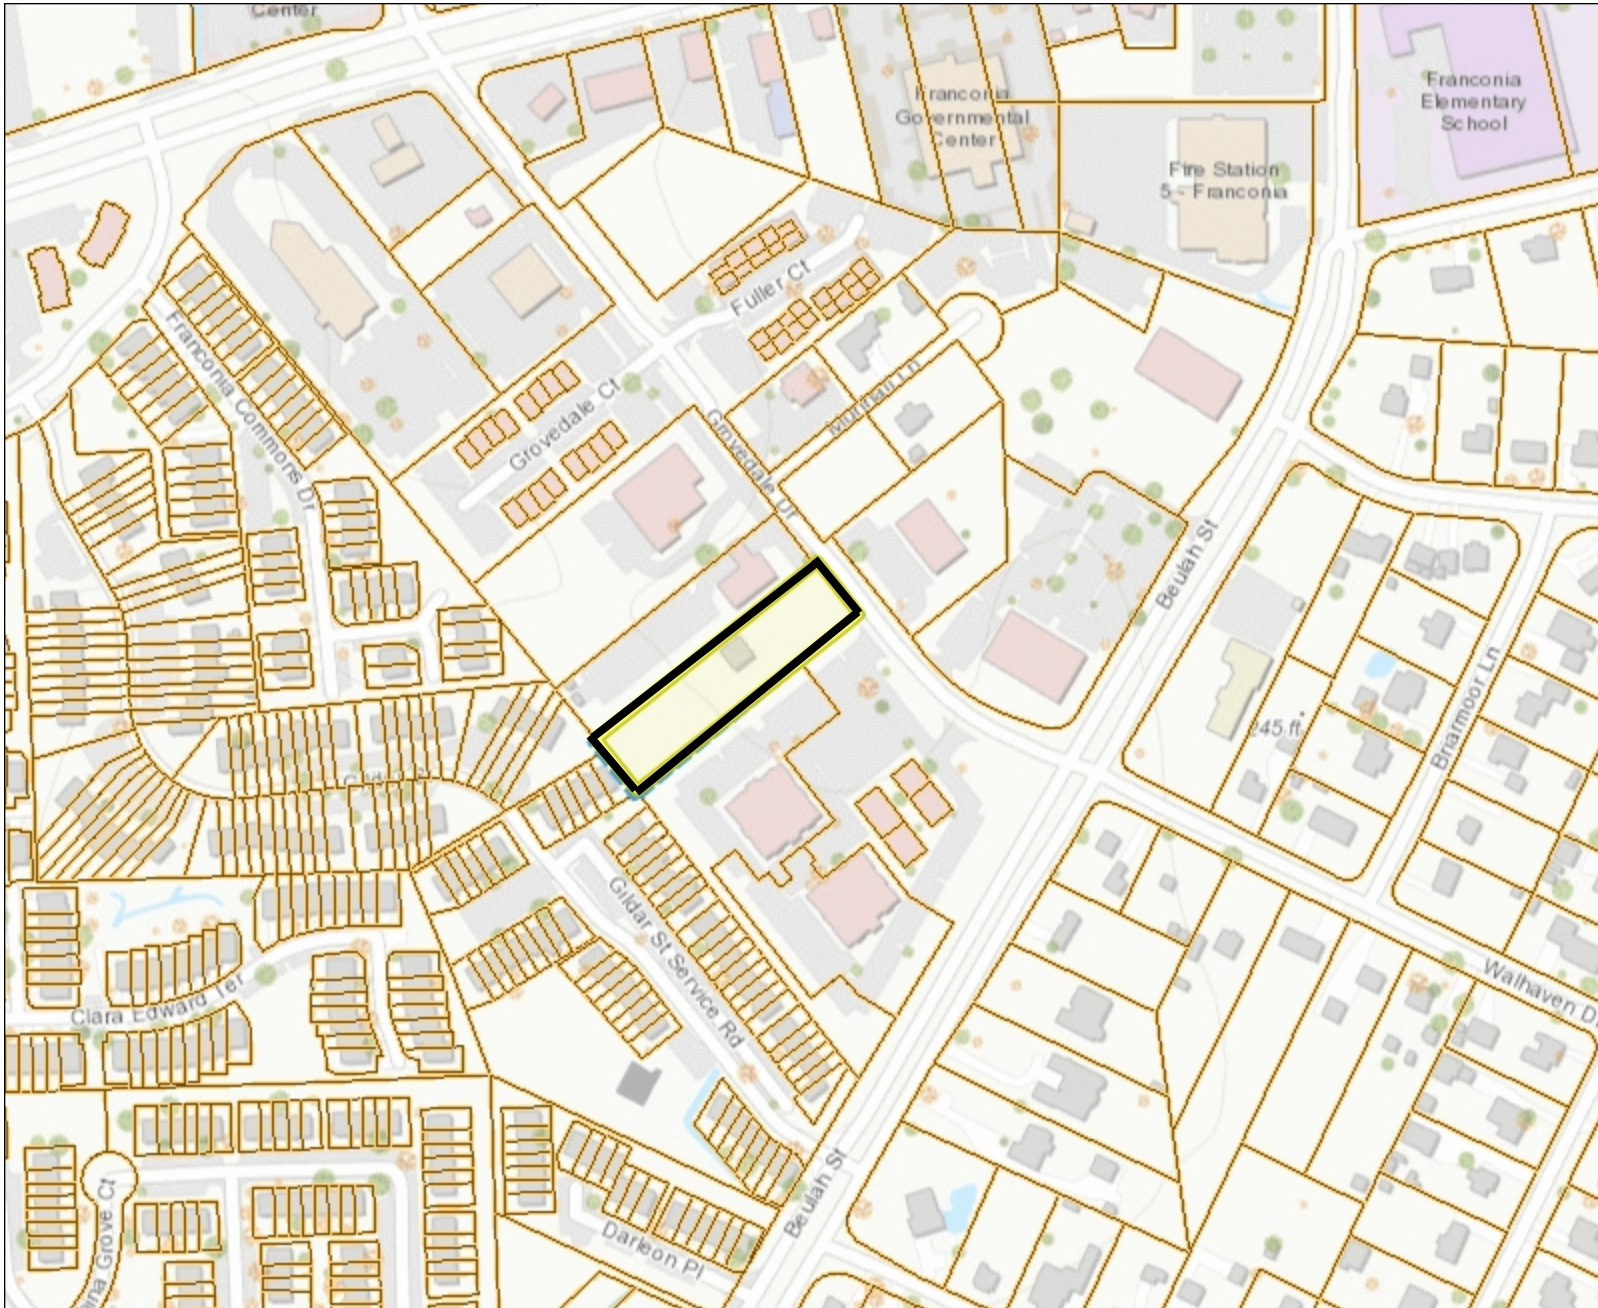 Center
Franconia
Governmental
Center
Franconia
Elementary
School
Fire Station
5 - Franconia
Fuller Ct
Franconia Commons Dr
Grovedale Ct
Munhall Ln
Grovedale Dr
Beulah St
Briarmoor Ln
245 ft
Gildar St Service Rd
Walhaven D
Clara Edward Ter
Beulah St
Darleon Pl
Grove Ct